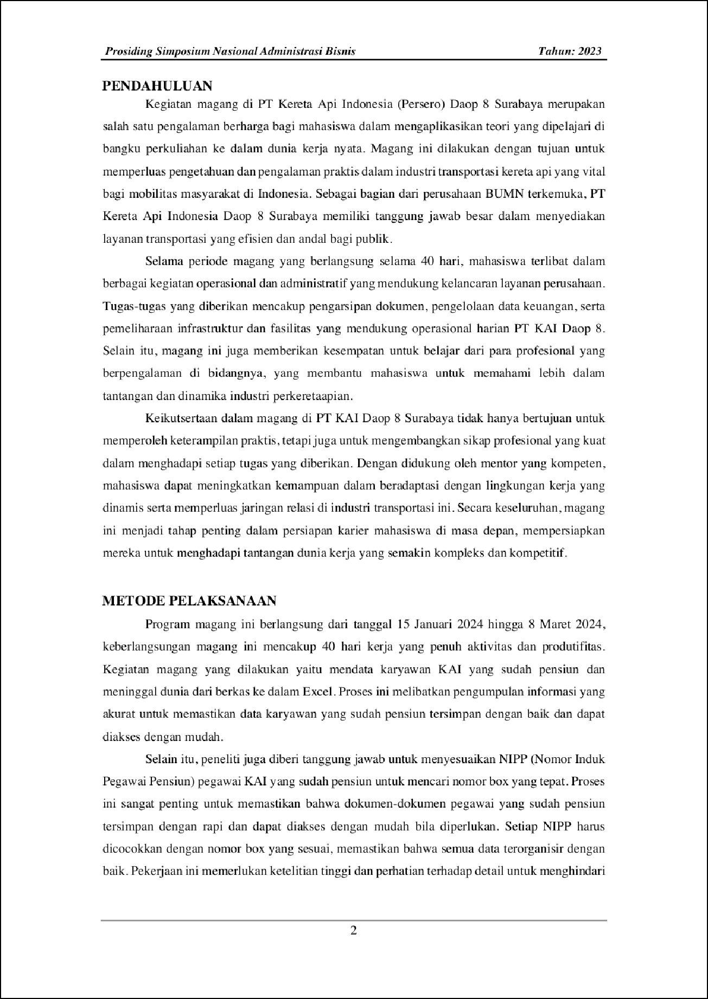 Prosiding Simposium Nasional Administrasi Bisnis Tahun: 2023
PENDAHULUAN
Kegiatan magang di PT Kereta Api Indonesia (Persero) Daop 8 Surabaya merupakan
salah satu pengalaman berharga bagi mahasiswa dalam mengaplikasikan teori yang dipelajari di
bangku perkuliahan ke dalam dunia kerja nyata. Magang ini dilakukan dengan tujuan untuk
memperluas pengetahuan dan pengalaman praktis dalam industri transportasi kereta api yang vital
bagi mobilitas masyarakat di Indonesia. Sebagai bagian dari perusahaan BUMN terkemuka, PT
Kereta Api Indonesia Daop 8 Surabaya memiliki tanggung jawab besar dalam menyediakan
layanan transportasi yang efisien dan andal bagi publik.
Selama periode magang yang berlangsung selama 40 hari, mahasiswa terlibat dalam
berbagai kegiatan operasional dan administratif yang mendukung kelancaran layanan perusahaan.
Tugas-tugas yang diberikan mencakup pengarsipan dokumen, pengelolaan data keuangan, serta
pemeliharaan infrastruktur dan fasilitas yang mendukung operasional harian PT KAI Daop 8.
Selain itu, magang ini juga memberikan kesempatan untuk belajar dari para profesional yang
berpengalaman di bidangnya, yang membantu mahasiswa untuk memahami lebih dalam
tantangan dan dinamika industri perkeretaapian.
Keikutsertaan dalam magang di PT KAI Daop 8 Surabaya tidak hanya bertujuan untuk
memperoleh keterampilan praktis, tetapi juga untuk mengembangkan sikap profesional yang kuat
dalam menghadapi setiap tugas yang diberikan. Dengan didukung oleh mentor yang kompeten,
mahasiswa dapat meningkatkan kemampuan dalam beradaptasi dengan lingkungan kerja yang
dinamis serta memperluas jaringan relasi di industri transportasi ini. Secara keseluruhan, magang
ini menjadi tahap penting dalam persiapan karier mahasiswa di masa depan, mempersiapkan
mereka untuk menghadapi tantangan dunia kerja yang semakin kompleks dan kompetitif.
METODE PELAKSANAAN
Program magang ini berlangsung dari tanggal 15 Januari 2024 hingga 8 Maret 2024,
keberlangsungan magang ini mencakup 40 hari kerja yang penuh aktivitas dan produtifitas.
Kegiatan magang yang dilakukan yaitu mendata karyawan KAI yang sudah pensiun dan
meninggal dunia dari berkas ke dalam Excel. Proses ini melibatkan pengumpulan informasi yang
akurat untuk memastikan data karyawan yang sudah pensiun tersimpan dengan baik dan dapat
diakses dengan mudah.
Selain itu, peneliti juga diberi tanggung jawab untuk menyesuaikan NIPP (Nomor Induk
Pegawai Pensiun) pegawai KAI yang sudah pensiun untuk mencari nomor box yang tepat. Proses
ini sangat penting untuk memastikan bahwa dokumen-dokumen pegawai yang sudah pensiun
tersimpan dengan rapi dan dapat diakses dengan mudah bila diperlukan. Setiap NIPP harus
dicocokkan dengan nomor box yang sesuai, memastikan bahwa semua data terorganisir dengan
baik. Pekerjaan ini memerlukan ketelitian tinggi dan perhatian terhadap detail untuk menghindari
2